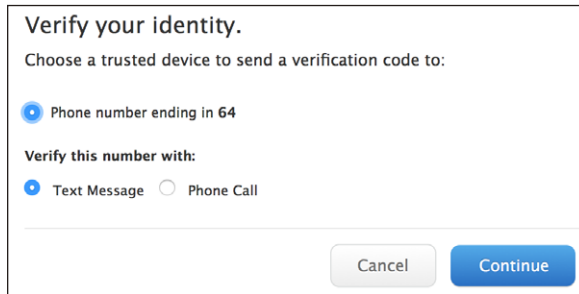 Verify your identity.
Choose a trusted device to send a verification code to:
Phone number ending in 64
Verify this number with:
Text Message Phone Call
Cancel Continue